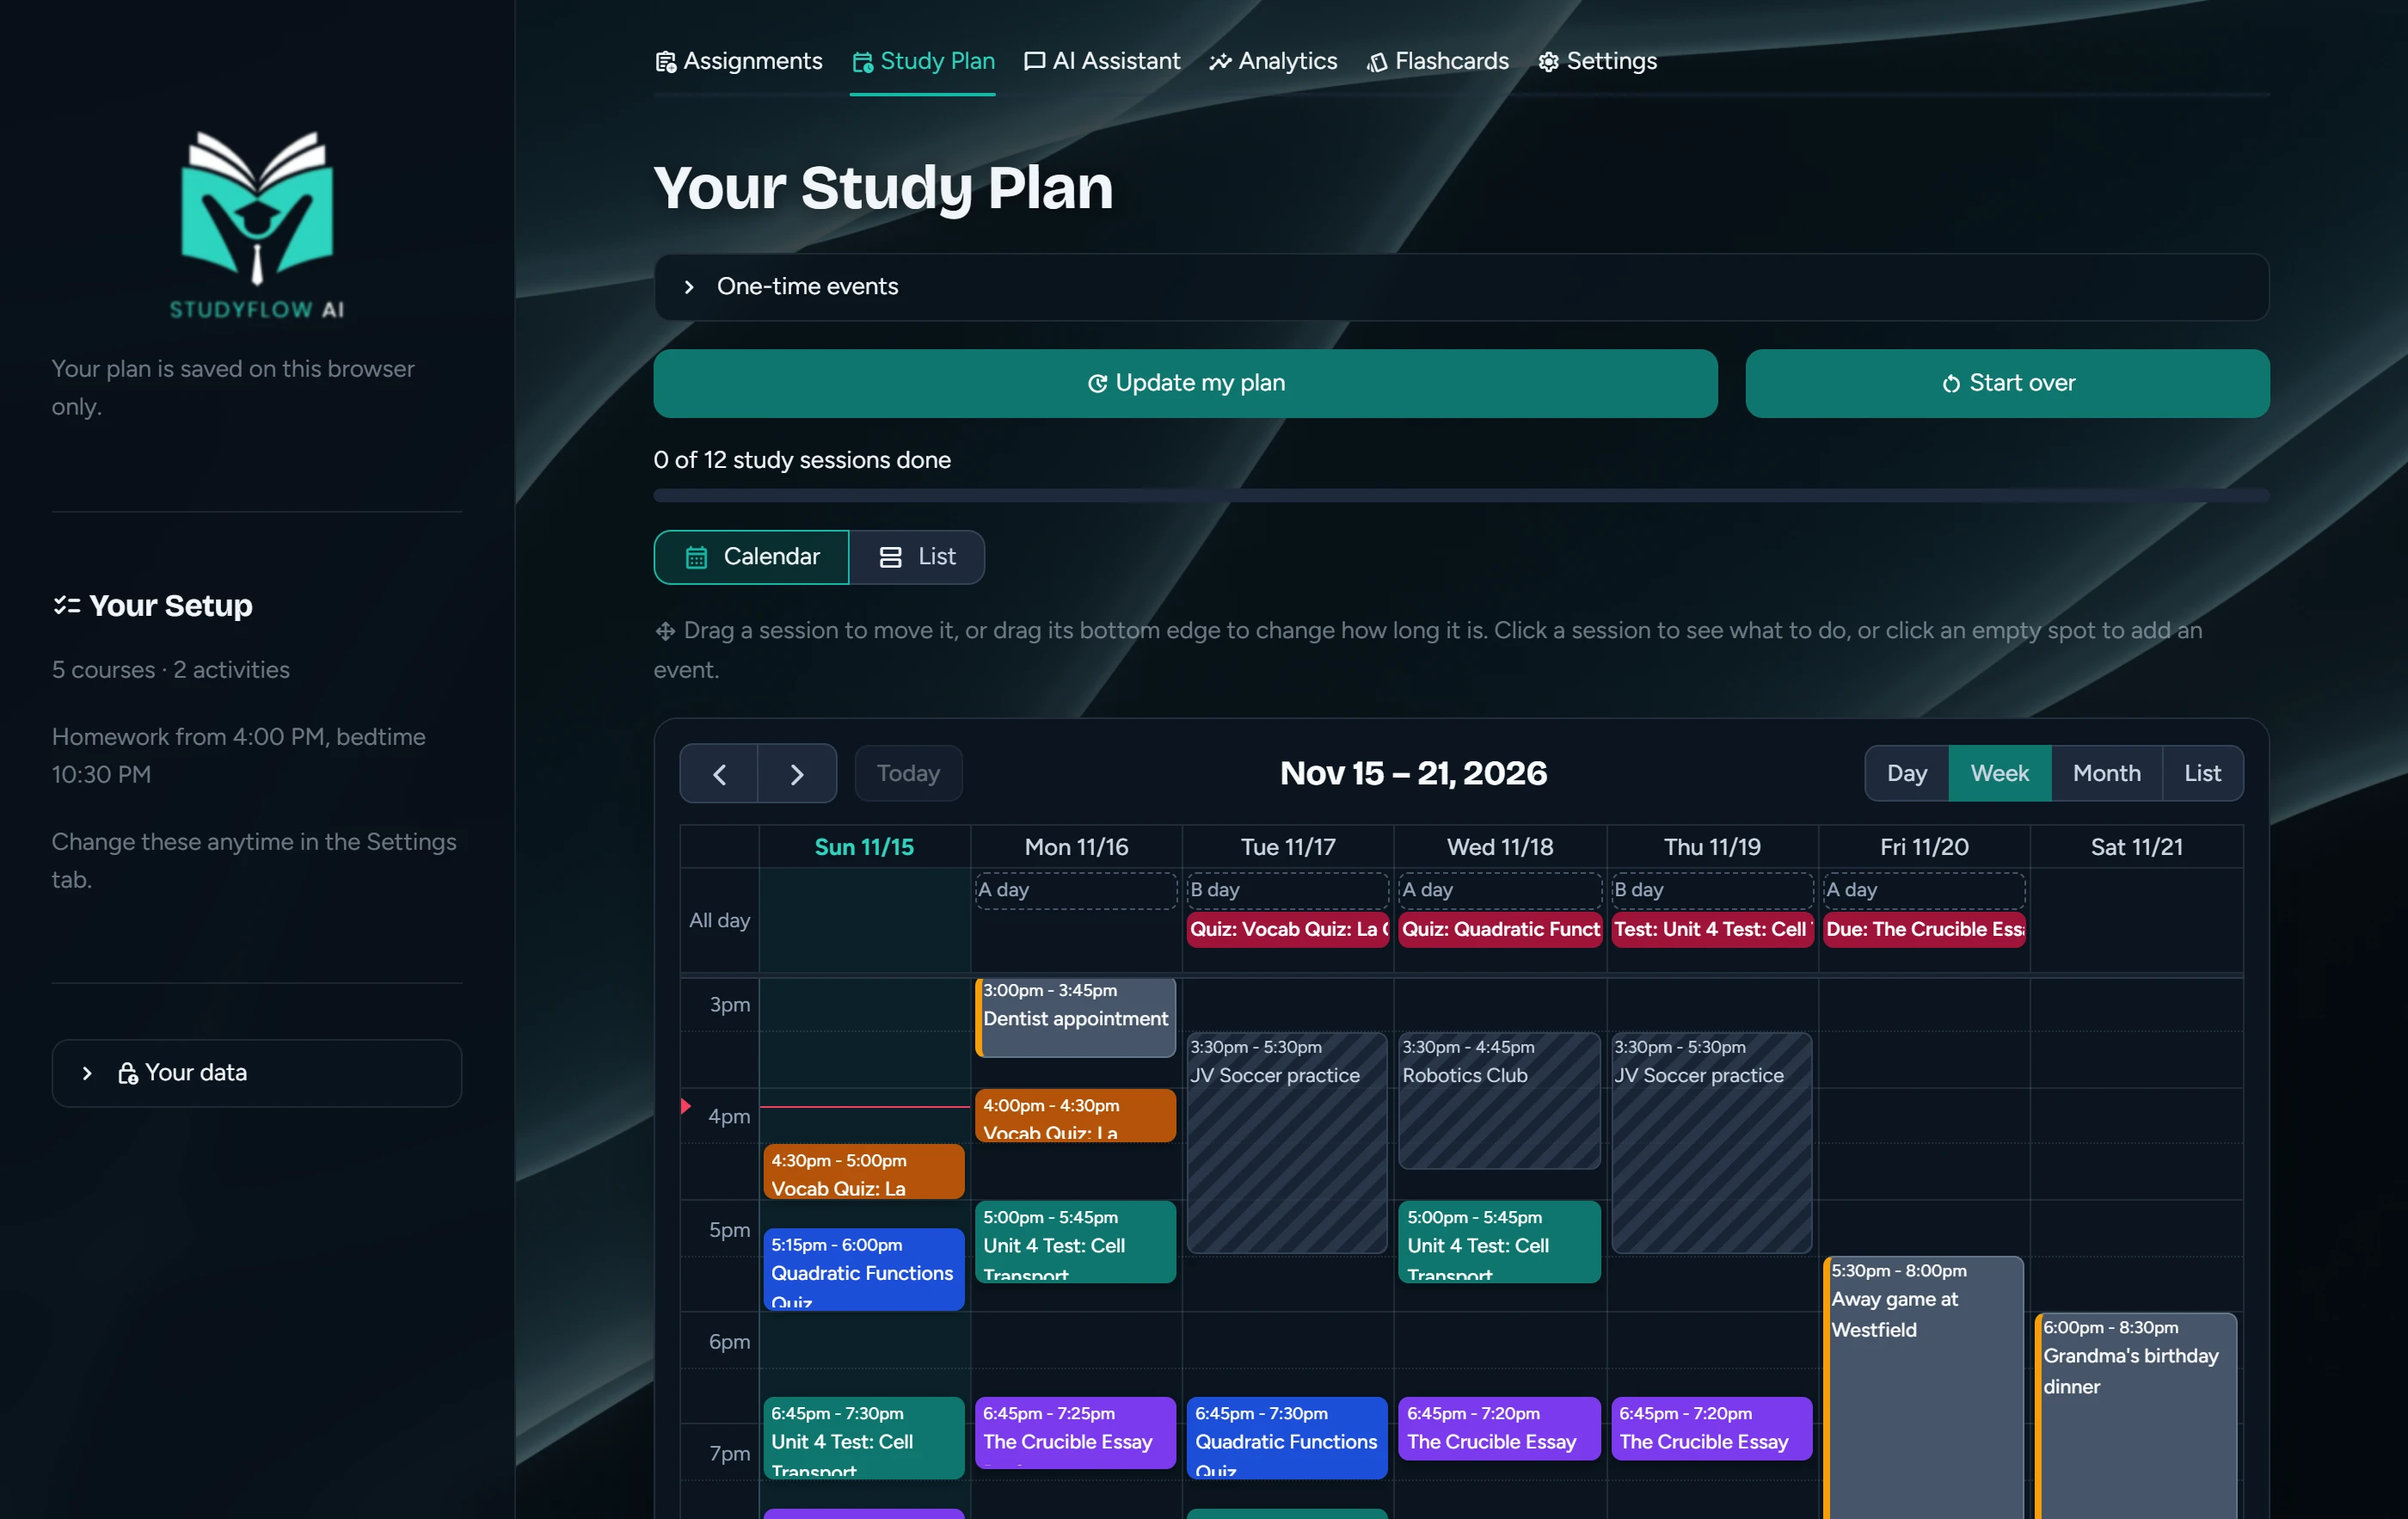 Assignments
Study Plan
AI Assistant
Analytics
Flashcards
Settings
STUDYFLOW AI
Your plan is saved on this browser
only.
Your Setup
5 courses · 2 activities
Homework from 4:00 PM, bedtime
10:30 PM
Change these anytime in the Settings
tab.
Your data
Your Study Plan
One-time events
Update my plan
Start over
0 of 12 study sessions done
Calendar
List
Drag a session to move it, or drag its bottom edge to change how long it is. Click a session to see what to do, or click an empty spot to add an
event.
Today
Nov 15 – 21, 2026
Day
Week
Month
List
Sun 11/15
Mon 11/16
Tue 11/17
Wed 11/18
Thu 11/19
Fri 11/20
Sat 11/21
All day
A day
B day
A day
B day
A day
Quiz: Vocab Quiz: La
Quiz: Quadratic Funct
Test: Unit 4 Test: Cell
Due: The Crucible Ess
3pm
4pm
5pm
6pm
7pm
4:30pm - 5:00pm
Vocab Quiz: La
5:15pm - 6:00pm
Quadratic Functions
Quiz
6:45pm - 7:30pm
Unit 4 Test: Cell
Transport
3:00pm - 3:45pm
Dentist appointment
4:00pm - 4:30pm
Vocab Quiz: La
5:00pm - 5:45pm
Unit 4 Test: Cell
Transport
6:45pm - 7:25pm
The Crucible Essay
3:30pm - 5:30pm
JV Soccer practice
6:45pm - 7:30pm
Quadratic Functions
Quiz
3:30pm - 4:45pm
Robotics Club
5:00pm - 5:45pm
Unit 4 Test: Cell
Transport
6:45pm - 7:20pm
The Crucible Essay
3:30pm - 5:30pm
JV Soccer practice
6:45pm - 7:20pm
The Crucible Essay
5:30pm - 8:00pm
Away game at
Westfield
6:00pm - 8:30pm
Grandma's birthday
dinner